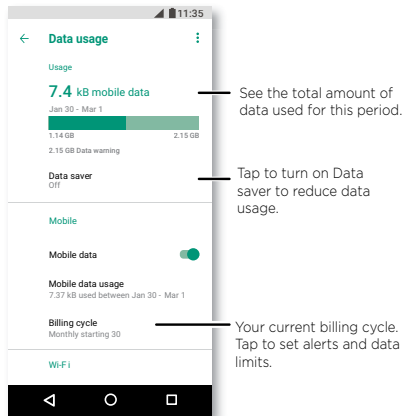 11:35
Data usage
Usage
7.4 kB mobile data
Jan 30 - Mar 1
1.14 GB 2.15 GB
2.15 GB Data warning
Data saver
Off
Mobile
Mobile data
Mobile data usage
7.37 kB used between Jan 30 - Mar 1
Billing cycle
Monthly starting 30
Wi-Fi
See the total amount of
data used for this period.
Tap to turn on Data
saver to reduce data
usage.
Your current billing cycle.
Tap to set alerts and data
limits.